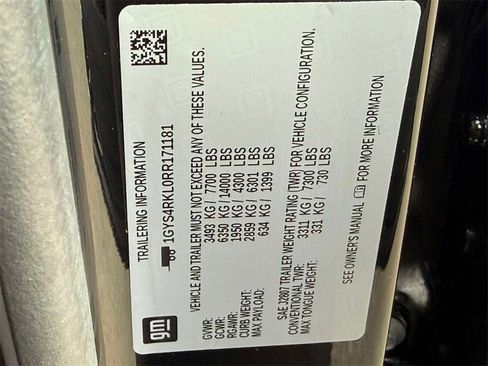 TRAILERING INFORMATION
1GYS4RKL0RR171181
VEHICLE AND TRAILER MUST NOT EXCEED ANY OF THESE VALUES.
GVWR: 3493 KG / 7700 LBS
GCWR: 6350 KG / 14000 LBS
RGAWR: 1950 KG / 4300 LBS
CURB WEIGHT: 2859 KG / 6301 LBS
MAX PAYLOAD: 634 KG / 1399 LBS
SAE J2807 TRAILER WEIGHT RATING (TWR) FOR VEHICLE CONFIGURATION.
CONVENTIONAL TWR: 3311 KG / 7300 LBS
MAX TONGUE WEIGHT: 331 KG / 730 LBS
SEE OWNER'S MANUAL FOR MORE INFORMATION
gm